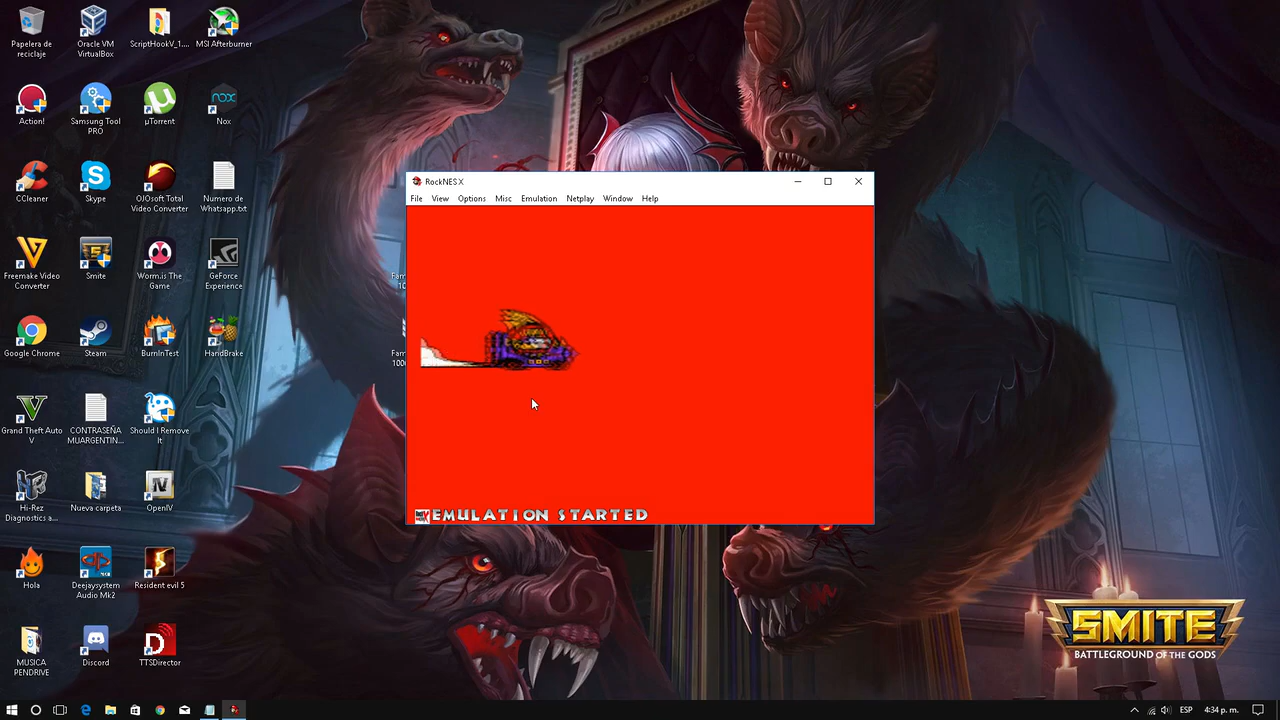 Papelera de
reciclaje
Oracle VM
VirtualBox
ScriptHookV_1....
MSI Afterburner
Action!
Samsung Tool
PRO
µTorrent
nox
Nox
CCleaner
Skype
OJOsoft Total
Video Converter
Numero de
Whatsapp.txt
Freemake Video
Converter
Smite
Worm.is The
Game
GeForce
Experience
Google Chrome
Steam
BurnInTest
HandBrake
Grand Theft Auto
V
CONTRASEÑA
MUARGENTIN...
Should I Remove
It
Hi-Rez
Diagnostics a...
Nueva carpeta
IV
OpenIV
Hola
Deejaysystem
Audio Mk2
Resident evil 5
MUSICA
PENDRIVE
Discord
TTSDirector
RockNES X
File View Options Misc Emulation Netplay Window Help
EMULATION STARTED
SMITE
BATTLEGROUND OF THE GODS
ESP
4:34 p. m.